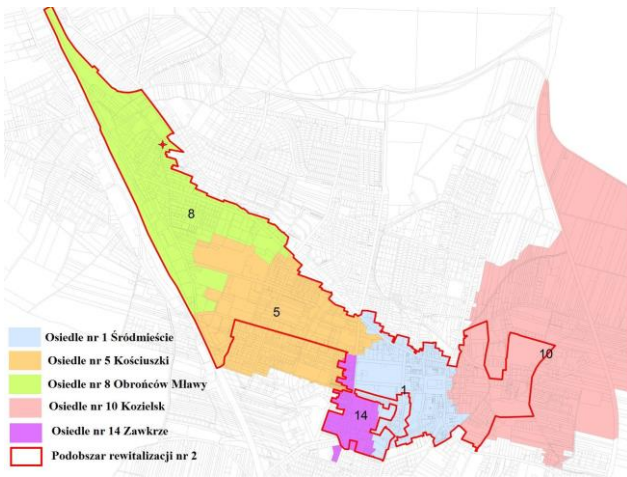 8
5
10
1
14
Osiedle nr 1 Śródmieście
Osiedle nr 5 Kościuszki
Osiedle nr 8 Obrońców Mławy
Osiedle nr 10 Kozielsk
Osiedle nr 14 Zawkrze
Podobszar rewitalizacji nr 2